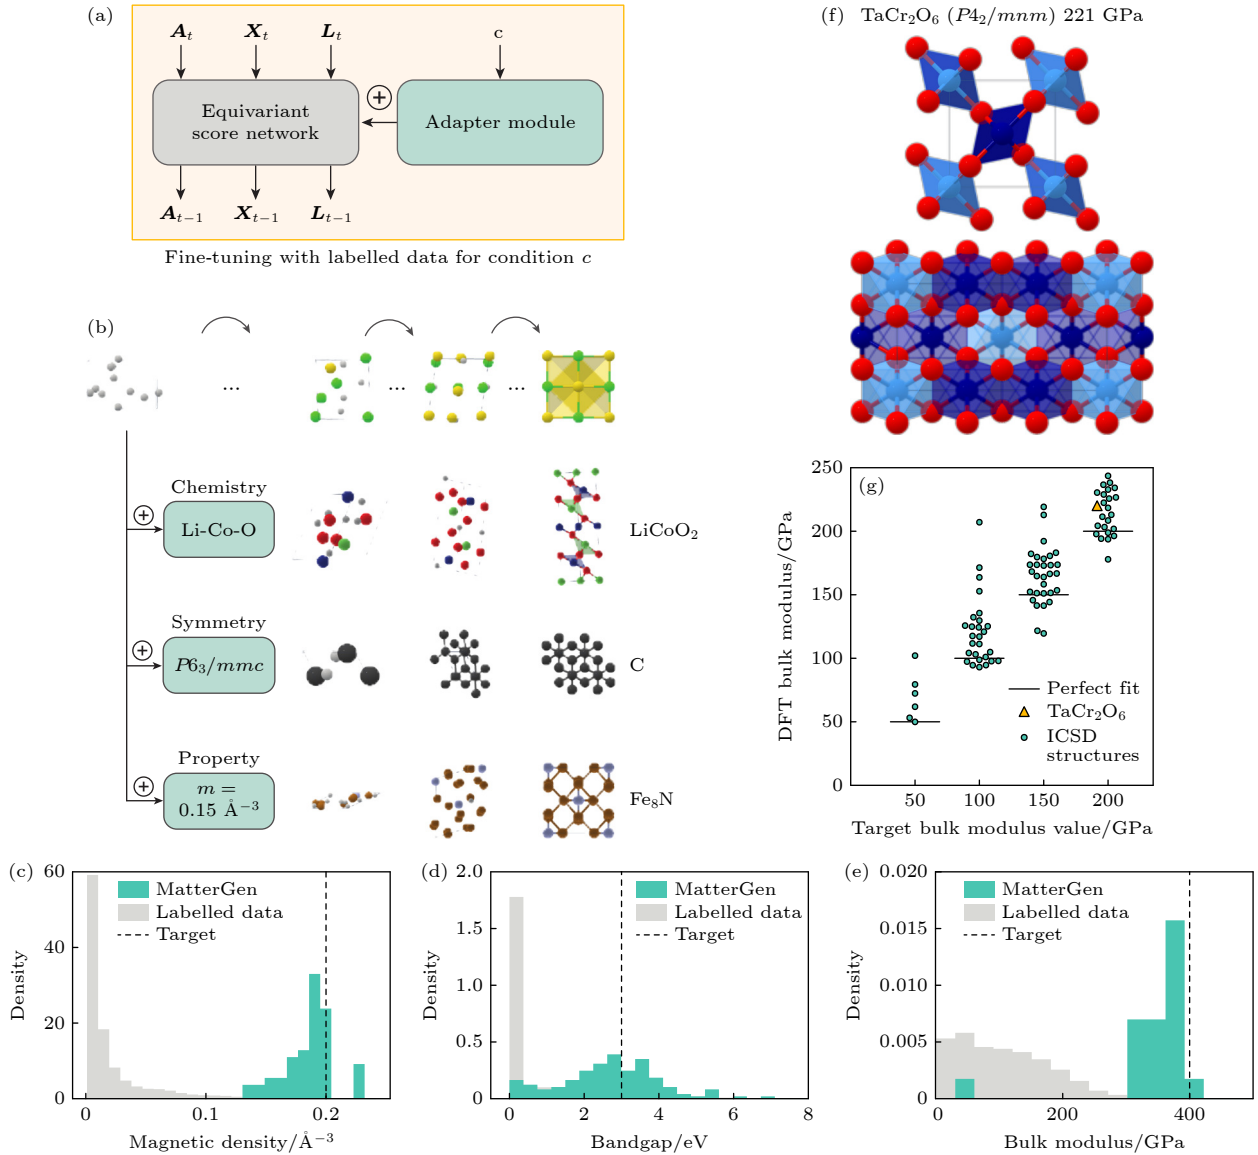 (a)
A_t X_t L_t c
Equivariant
score network
+
Adapter module
A_{t−1} X_{t−1} L_{t−1}
Fine-tuning with labelled data for condition c
(b)
... ... ...
Chemistry
+
Li-Co-O
LiCoO₂
Symmetry
+
P6₃/mmc
C
Property
+
m =
0.15 Å⁻³
Fe₈N
(c)
60
40
20
0
Density
MatterGen
Labelled data
Target
0 0.1 0.2
Magnetic density/Å⁻³
(d)
2.0
1.5
1.0
0.5
0
Density
MatterGen
Labelled data
Target
0 2 4 6 8
Bandgap/eV
(e)
0.020
0.015
0.010
0.005
0
Density
MatterGen
Labelled data
Target
0 200 400
Bulk modulus/GPa
(f) TaCr₂O₆ (P4₂/mnm) 221 GPa
(g)
250
200
150
100
50
0
DFT bulk modulus/GPa
Perfect fit
TaCr₂O₆
ICSD
structures
50 100 150 200
Target bulk modulus value/GPa